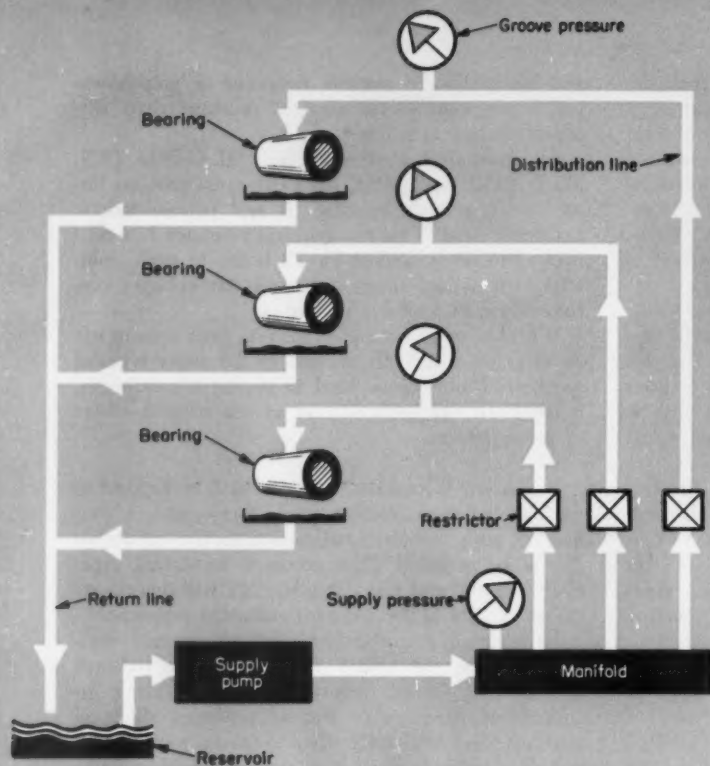 Groove pressure
Bearing
Distribution line
Bearing
Bearing
Restrictor
Return line
Supply pressure
Supply
pump
Manifold
Reservoir